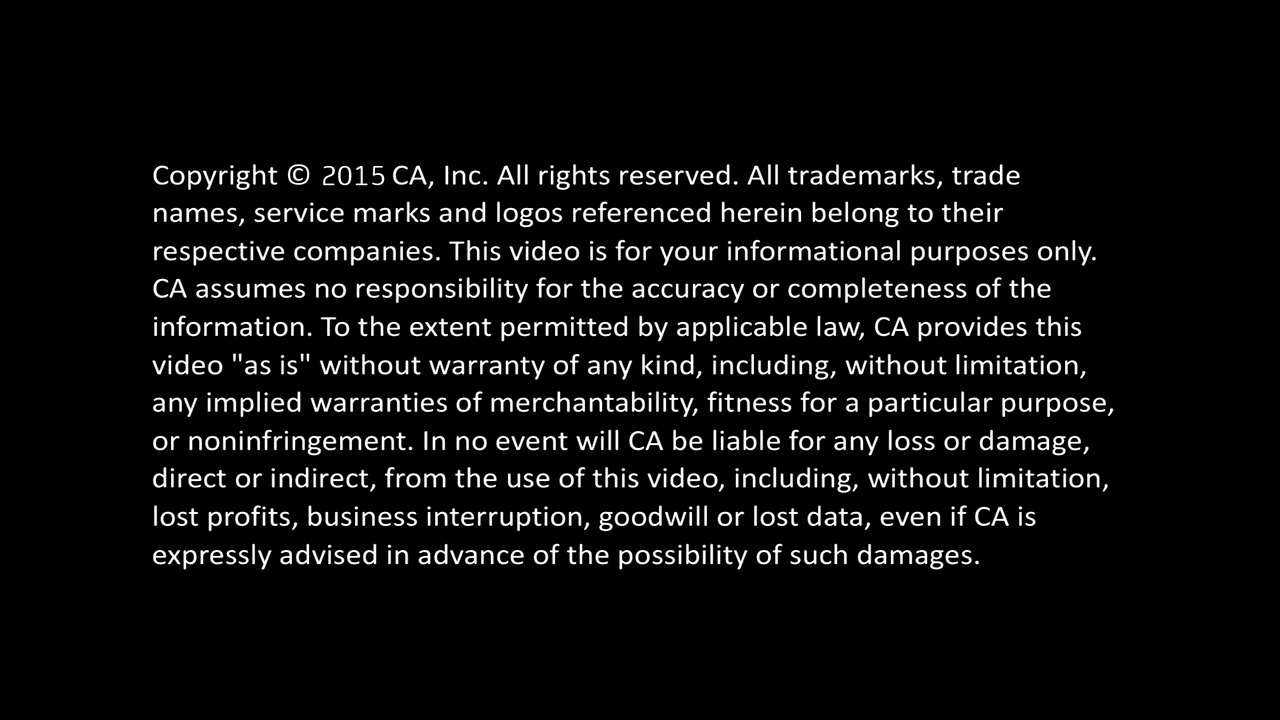 Copyright © 2015 CA, Inc. All rights reserved. All trademarks, trade
names, service marks and logos referenced herein belong to their
respective companies. This video is for your informational purposes only.
CA assumes no responsibility for the accuracy or completeness of the
information. To the extent permitted by applicable law, CA provides this
video "as is" without warranty of any kind, including, without limitation,
any implied warranties of merchantability, fitness for a particular purpose,
or noninfringement. In no event will CA be liable for any loss or damage,
direct or indirect, from the use of this video, including, without limitation,
lost profits, business interruption, goodwill or lost data, even if CA is
expressly advised in advance of the possibility of such damages.